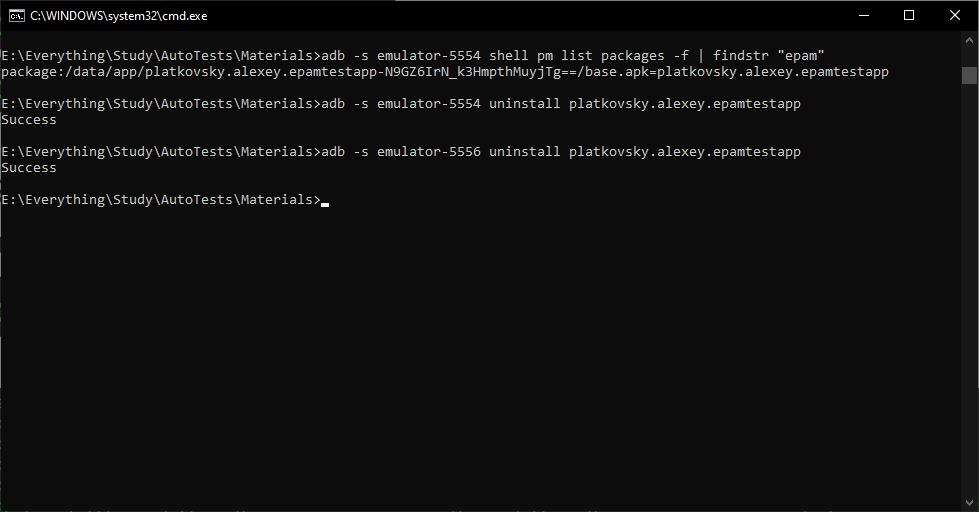 C:\WINDOWS\system32\cmd.exe
E:\Everything\Study\AutoTests\Materials>adb -s emulator-5554 shell pm list packages -f | findstr "epam"
package:/data/app/platkovsky.alexey.epamtestapp-N9GZ6IrN_k3HmpthMuyjTg==/base.apk=platkovsky.alexey.epamtestapp
E:\Everything\Study\AutoTests\Materials>adb -s emulator-5554 uninstall platkovsky.alexey.epamtestapp
Success
E:\Everything\Study\AutoTests\Materials>adb -s emulator-5556 uninstall platkovsky.alexey.epamtestapp
Success
E:\Everything\Study\AutoTests\Materials>